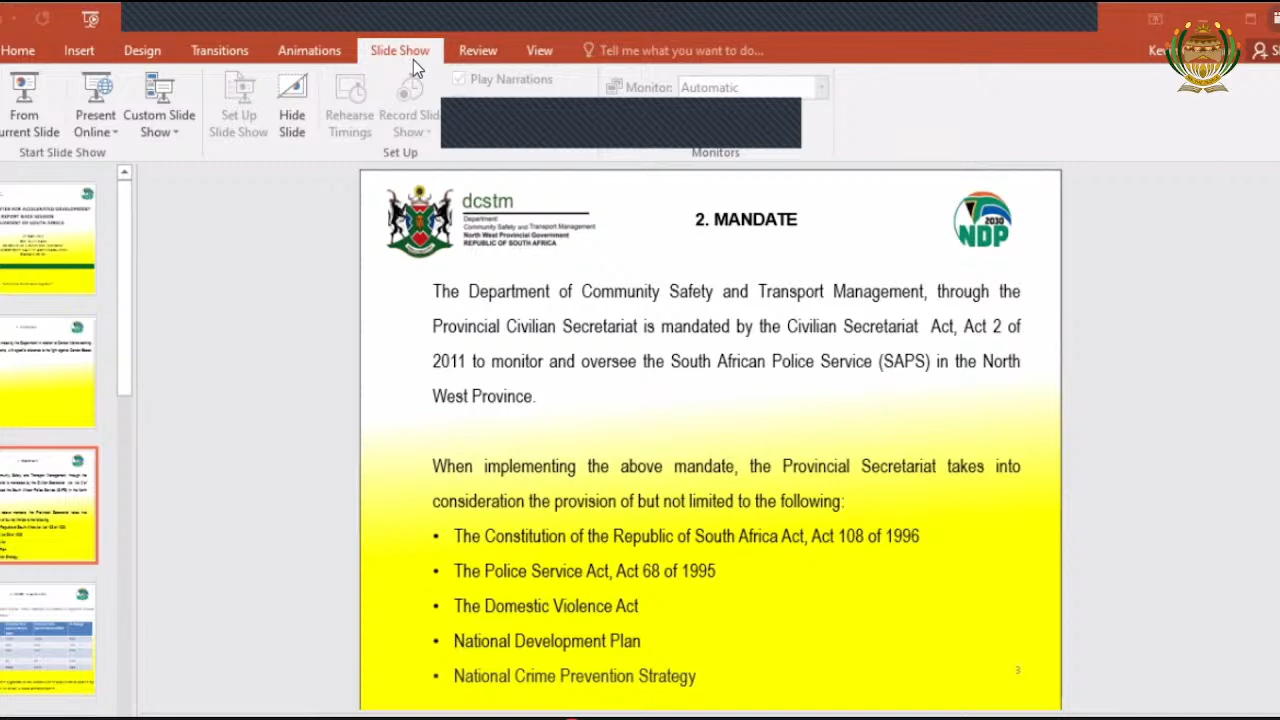 Home Insert Design Transitions Animations Slide Show Review View Tell me what you want to do...
Play Narrations
Monitor: Automatic
From Present Custom Slide Set Up Hide Rehearse Record Slid
urrent Slide Online Show Slide Show Slide Timings Show
Start Slide Show Set Up Monitors
dcstm
Department
Community Safety and Transport Management
North West Provincial Government
REPUBLIC OF SOUTH AFRICA
2. MANDATE
2030
NDP
The Department of Community Safety and Transport Management, through the
Provincial Civilian Secretariat is mandated by the Civilian Secretariat Act, Act 2 of
2011 to monitor and oversee the South African Police Service (SAPS) in the North
West Province.
When implementing the above mandate, the Provincial Secretariat takes into
consideration the provision of but not limited to the following:
• The Constitution of the Republic of South Africa Act, Act 108 of 1996
• The Police Service Act, Act 68 of 1995
• The Domestic Violence Act
• National Development Plan
• National Crime Prevention Strategy
3